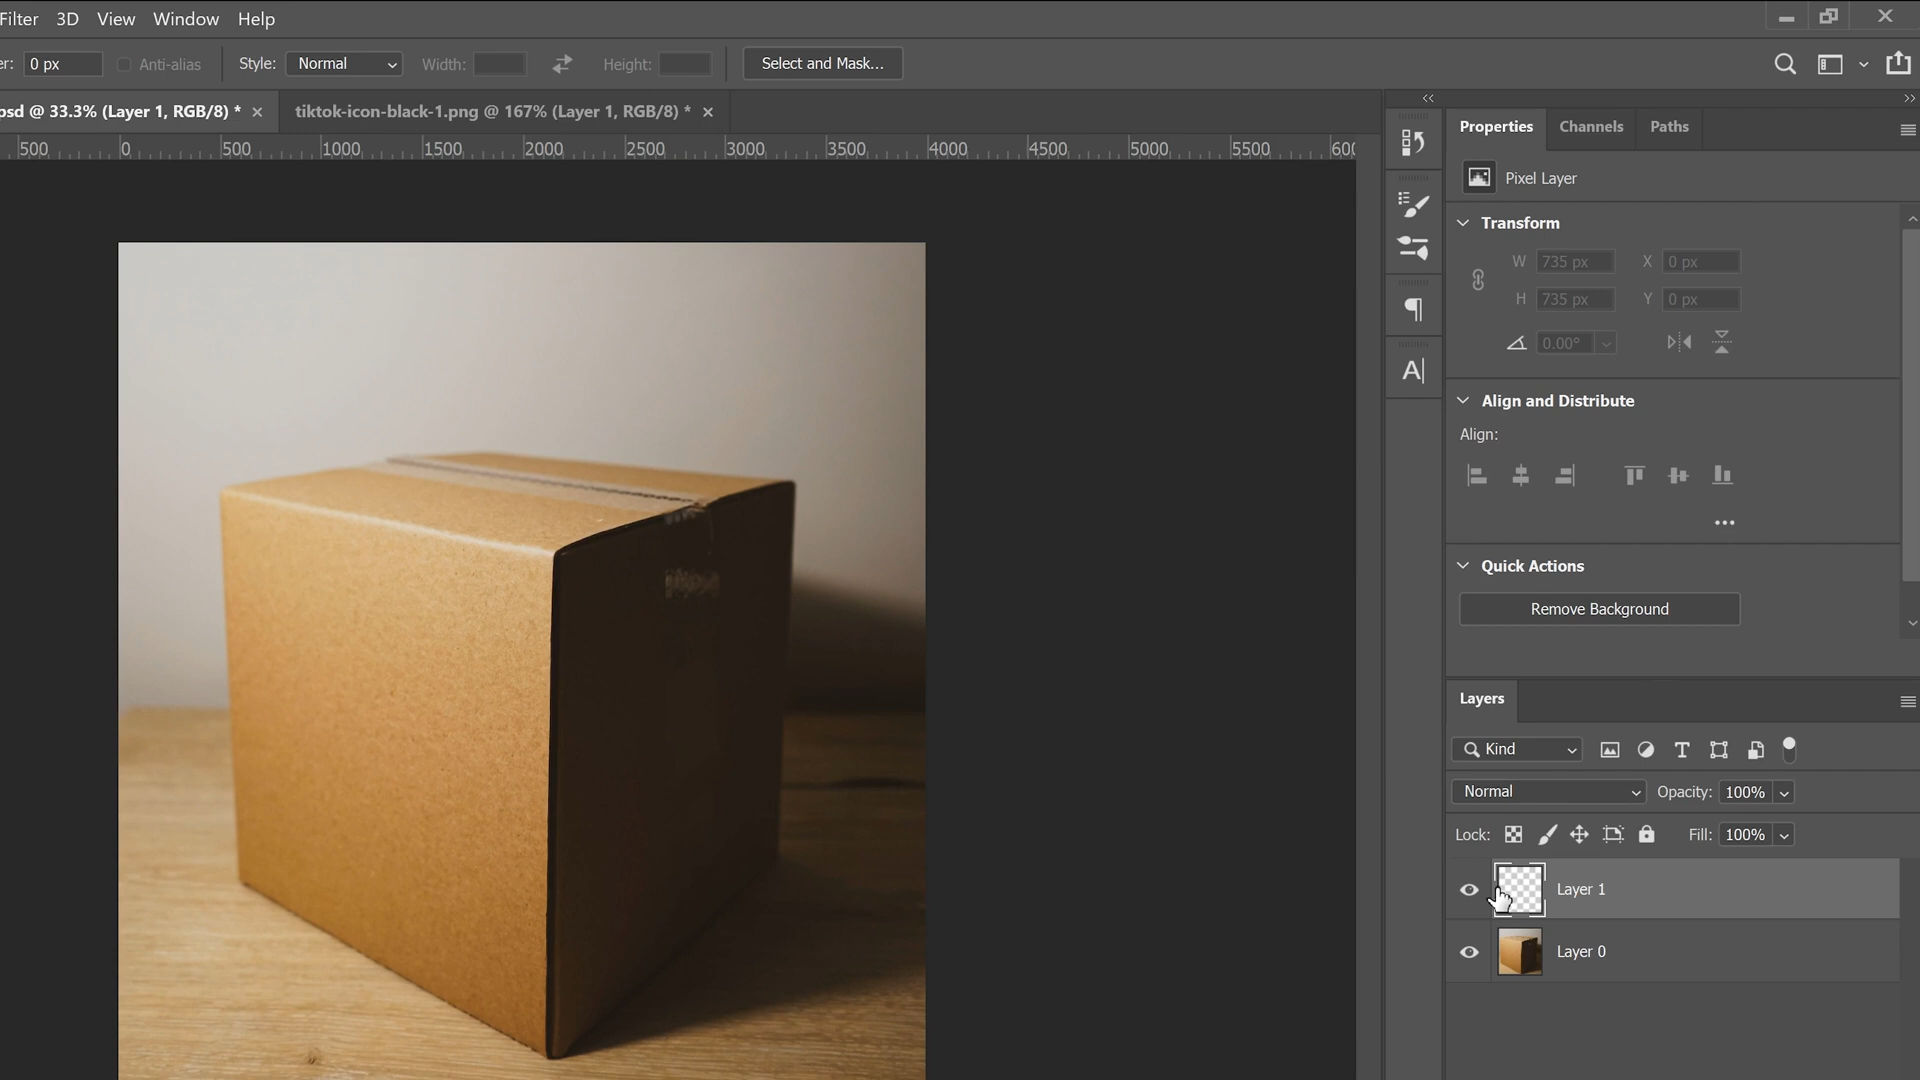 Filter 3D View Window Help
er: 0 px Anti-alias Style: Normal Width: Height: Select and Mask...
psd @ 33.3% (Layer 1, RGB/8) * tiktok-icon-black-1.png @ 167% (Layer 1, RGB/8) *
500 0 500 1000 1500 2000 2500 3000 3500 4000 4500 5000 5500 600
Properties Channels Paths
Pixel Layer
Transform
W 735 px X 0 px
H 735 px Y 0 px
0.00°
Align and Distribute
Align:
Quick Actions
Remove Background
Layers
Kind
Normal Opacity: 100%
Lock: Fill: 100%
Layer 1
Layer 0